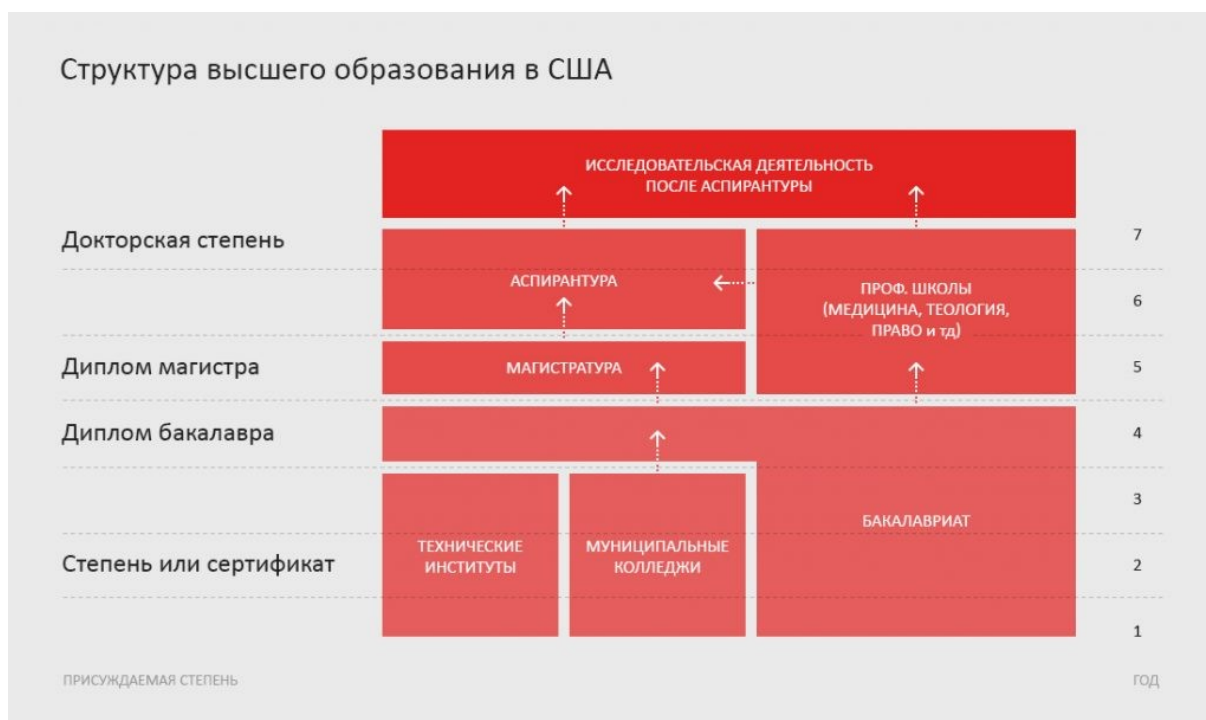 Структура высшего образования в США
ИССЛЕДОВАТЕЛЬСКАЯ ДЕЯТЕЛЬНОСТЬ
ПОСЛЕ АСПИРАНТУРЫ
Докторская степень
7
АСПИРАНТУРА
ПРОФ. ШКОЛЫ
(МЕДИЦИНА, ТЕОЛОГИЯ,
ПРАВО и тд)
6
Диплом магистра
МАГИСТРАТУРА
5
Диплом бакалавра
4
3
БАКАЛАВРИАТ
ТЕХНИЧЕСКИЕ
ИНСТИТУТЫ
МУНИЦИПАЛЬНЫЕ
КОЛЛЕДЖИ
Степень или сертификат
2
1
ПРИСУЖДАЕМАЯ СТЕПЕНЬ
ГОД